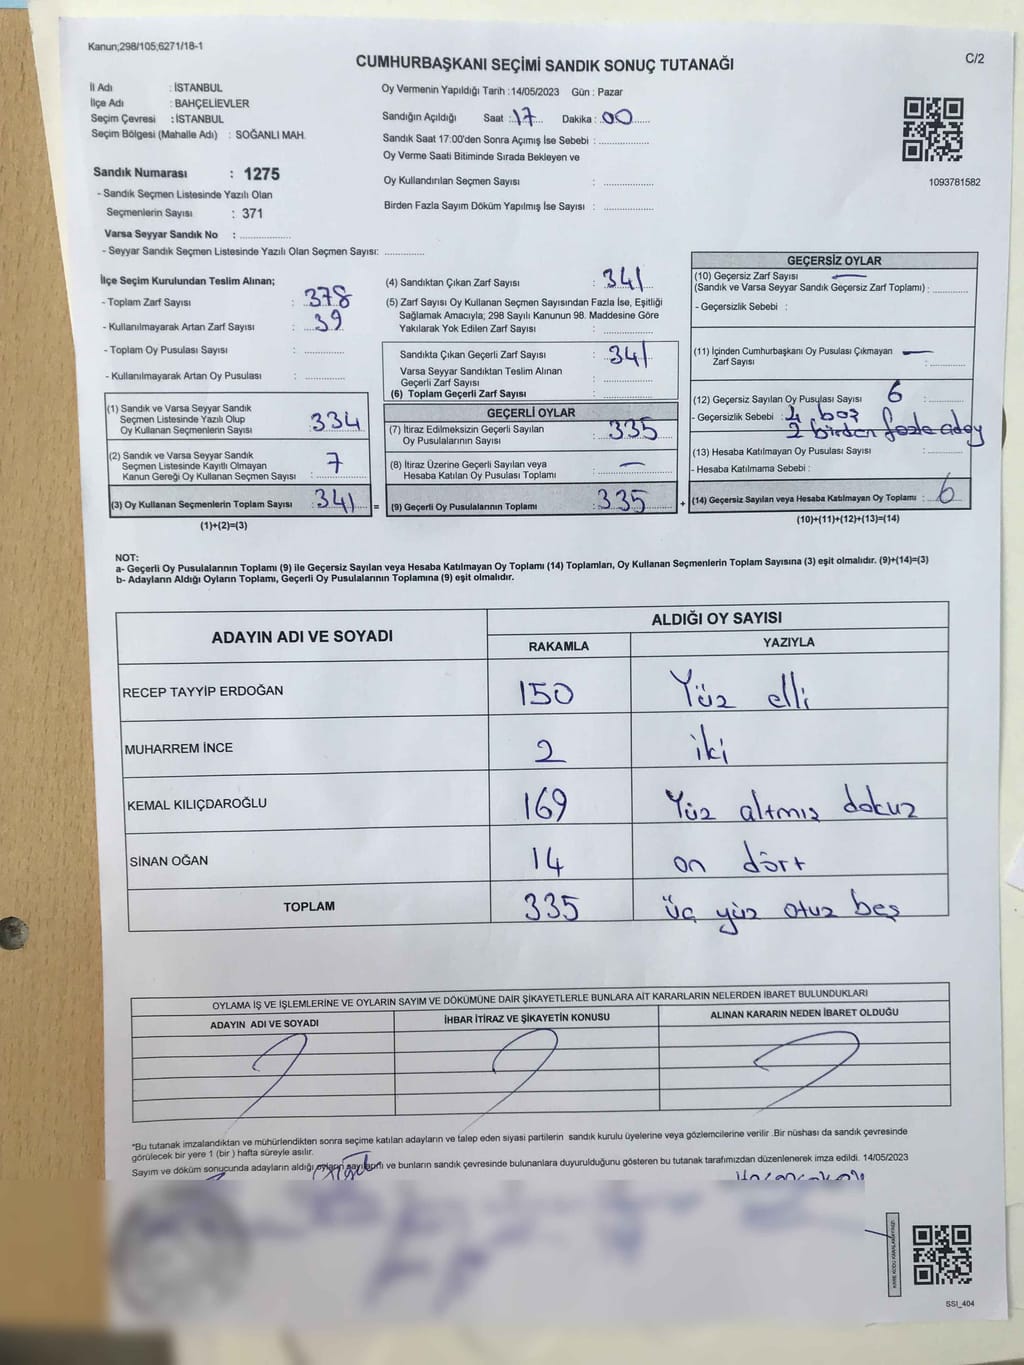 Kanun;298/105;6271/18-1
C/2
CUMHURBAŞKANI SEÇİMİ SANDIK SONUÇ TUTANAĞI
İl Adı : İSTANBUL
İlçe Adı : BAHÇELİEVLER
Seçim Çevresi : İSTANBUL
Seçim Bölgesi (Mahalle Adı) : SOĞANLI MAH.
Sandık Numarası : 1275
- Sandık Seçmen Listesinde Yazılı Olan
Seçmenlerin Sayısı : 371
Varsa Seyyar Sandık No :
- Seyyar Sandık Seçmen Listesinde Yazılı Olan Seçmen Sayısı:
Oy Vermenin Yapıldığı Tarih :14/05/2023 Gün : Pazar
Sandığın Açıldığı Saat : 17 Dakika : 00
Sandık Saat 17:00'den Sonra Açımış İse Sebebi :
Oy Verme Saati Bitiminde Sırada Bekleyen ve
Oy Kullandırılan Seçmen Sayısı :
Birden Fazla Sayım Döküm Yapılmış İse Sayısı :
1093781582
İlçe Seçim Kurulundan Teslim Alınan;
- Toplam Zarf Sayısı : 378
- Kullanılmayarak Artan Zarf Sayısı : 39
- Toplam Oy Pusulası Sayısı :
- Kullanılmayarak Artan Oy Pusulası :
(1) Sandık ve Varsa Seyyar Sandık
Seçmen Listesinde Yazılı Olup
Oy Kullanan Seçmenlerin Sayısı : 334
(2) Sandık ve Varsa Seyyar Sandık
Seçmen Listesinde Kayıtlı Olmayan
Kanun Gereği Oy Kullanan Seçmen Sayısı : 7
(3) Oy Kullanan Seçmenlerin Toplam Sayısı : 341 =
(1)+(2)=(3)
(4) Sandıktan Çıkan Zarf Sayısı : 341
(5) Zarf Sayısı Oy Kullanan Seçmen Sayısından Fazla İse, Eşitliği
Sağlamak Amacıyla; 298 Sayılı Kanunun 98. Maddesine Göre
Yakılarak Yok Edilen Zarf Sayısı :
Sandıkta Çıkan Geçerli Zarf Sayısı : 341
Varsa Seyyar Sandıktan Teslim Alınan
Geçerli Zarf Sayısı :
(6) Toplam Geçerli Zarf Sayısı :
GEÇERLİ OYLAR
(7) İtiraz Edilmeksizin Geçerli Sayılan
Oy Pusulalarının Sayısı : 335
(8) İtiraz Üzerine Geçerli Sayılan veya
Hesaba Katılan Oy Pusulası Toplamı : —
(9) Geçerli Oy Pusulalarının Toplamı : 335 +
GEÇERSİZ OYLAR
(10) Geçersiz Zarf Sayısı —
(Sandık ve Varsa Seyyar Sandık Geçersiz Zarf Toplamı) :
- Geçersizlik Sebebi :
(11) İçinden Cumhurbaşkanı Oy Pusulası Çıkmayan —
Zarf Sayısı :
(12) Geçersiz Sayılan Oy Pusulası Sayısı 6 :
- Geçersizlik Sebebi : 4 boş
2 birden fazla aday
(13) Hesaba Katılmayan Oy Pusulası Sayısı :
- Hesaba Katılmama Sebebi :
(14) Geçersiz Sayılan veya Hesaba Katılmayan Oy Toplamı : 6
(10)+(11)+(12)+(13)=(14)
NOT:
a- Geçerli Oy Pusulalarının Toplamı (9) ile Geçersiz Sayılan veya Hesaba Katılmayan Oy Toplamı (14) Toplamları, Oy Kullanan Seçmenlerin Toplam Sayısına (3) eşit olmalıdır. (9)+(14)=(3)
b- Adayların Aldığı Oyların Toplamı, Geçerli Oy Pusulalarının Toplamına (9) eşit olmalıdır.
ADAYIN ADI VE SOYADI ALDIĞI OY SAYISI
RAKAMLA YAZIYLA
RECEP TAYYİP ERDOĞAN 150 Yüz elli
MUHARREM İNCE 2 iki
KEMAL KILIÇDAROĞLU 169 Yüz altmış dokuz
SİNAN OĞAN 14 on dört
TOPLAM 335 üç yüz otuz beş
OYLAMA İŞ VE İŞLEMLERİNE VE OYLARIN SAYIM VE DÖKÜMÜNE DAİR ŞİKAYETLERLE BUNLARA AİT KARARLARIN NELERDEN İBARET BULUNDUKLARI
ADAYIN ADI VE SOYADI İHBAR İTİRAZ VE ŞİKAYETİN KONUSU ALINAN KARARIN NEDEN İBARET OLDUĞU
*Bu tutanak imzalandıktan ve mühürlendikten sonra seçime katılan adayların ve talep eden siyasi partilerin sandık kurulu üyelerine veya gözlemcilerine verilir .Bir nüshası da sandık çevresinde
görülecek bir yere 1 (bir ) hafta süreyle asılır.
Sayım ve döküm sonucunda adayların aldığı oyların sayılarını ve bunların sandık çevresinde bulunanlara duyurulduğunu gösteren bu tutanak tarafımızdan düzenlenerek imza edildi. 14/05/2023
SSI_404